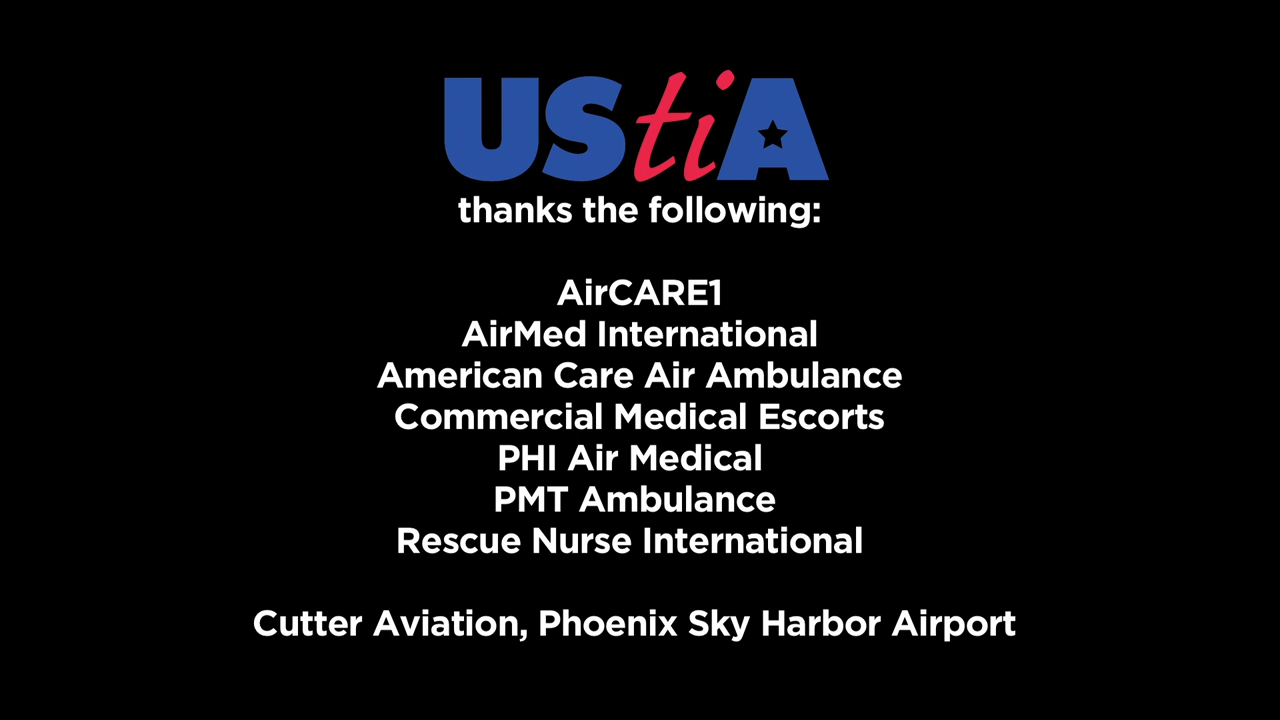 UStiA
thanks the following:
AirCARE1
AirMed International
American Care Air Ambulance
Commercial Medical Escorts
PHI Air Medical
PMT Ambulance
Rescue Nurse International
Cutter Aviation, Phoenix Sky Harbor Airport